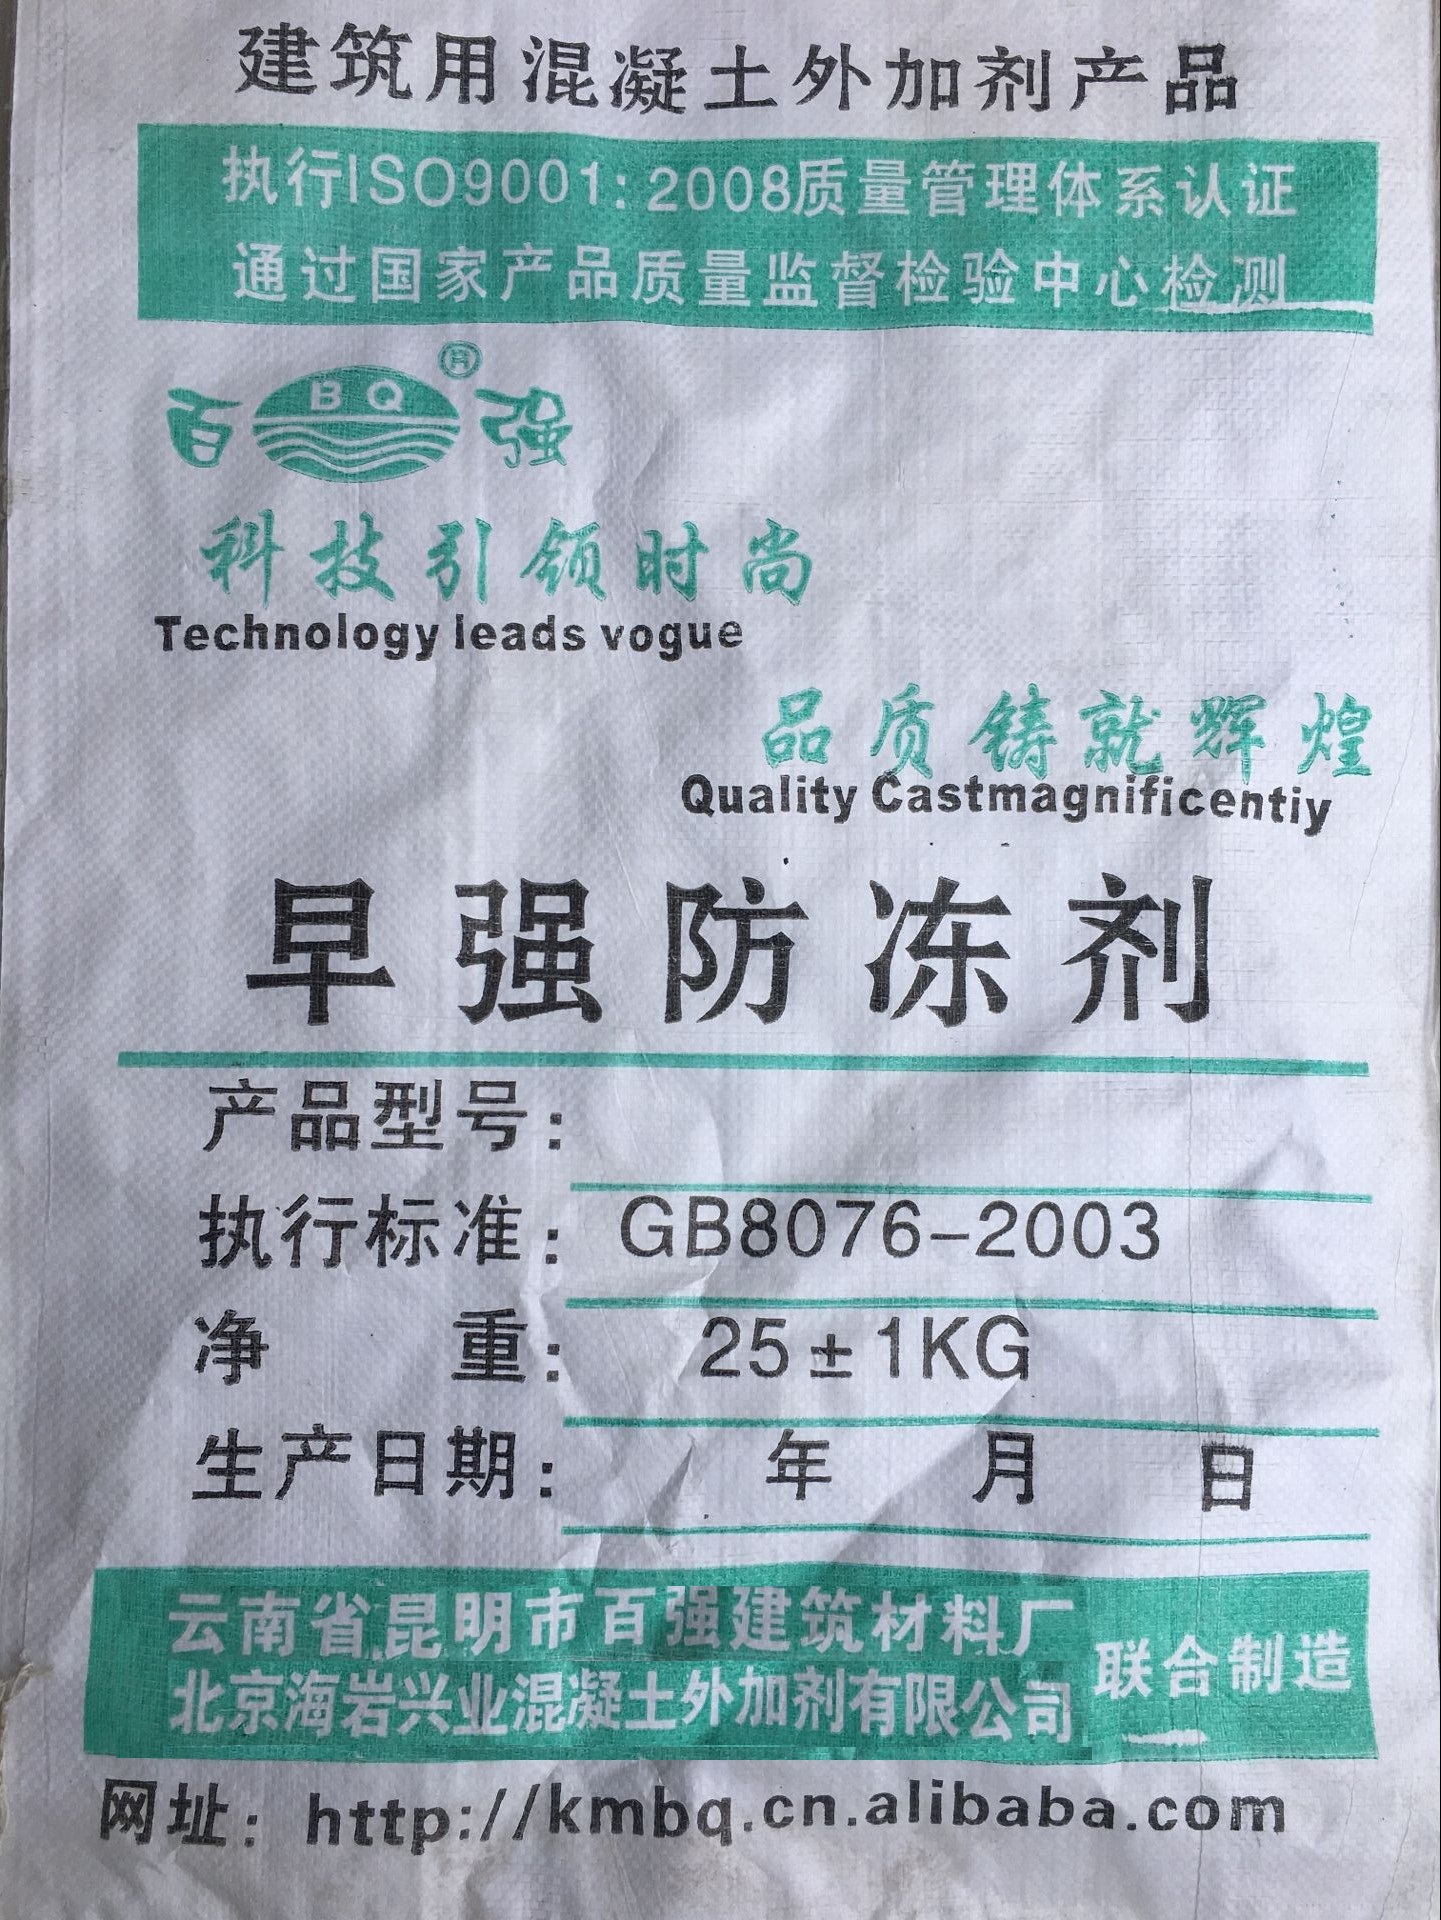 建筑用混凝土外加剂产品
执行ISO9001:2008质量管理体系认证
通过国家产品质量监督检验中心检测
百 BQ ® 强
科技引领时尚
Technology leads vogue
品质铸就辉煌
Quality Castmagnificentiy
早强防冻剂
产品型号:
执行标准: GB8076-2003
净 重: 25±1KG
生产日期: 年 月 日
云南省昆明市百强建筑材料厂
北京海岩兴业混凝土外加剂有限公司
联合制造
网址: http://kmbq.cn.alibaba.com